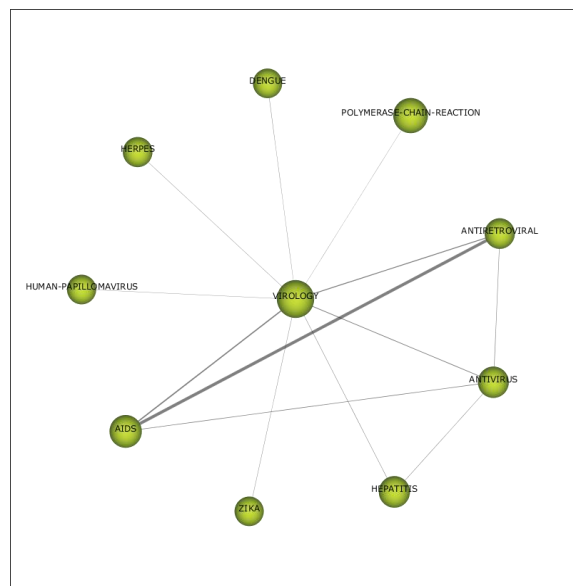 DENGUE
POLYMERASE-CHAIN-REACTION
HERPES
ANTIRETROVIRAL
HUMAN-PAPILLOMAVIRUS
VIROLOGY
ANTIVIRUS
AIDS
HEPATITIS
ZIKA